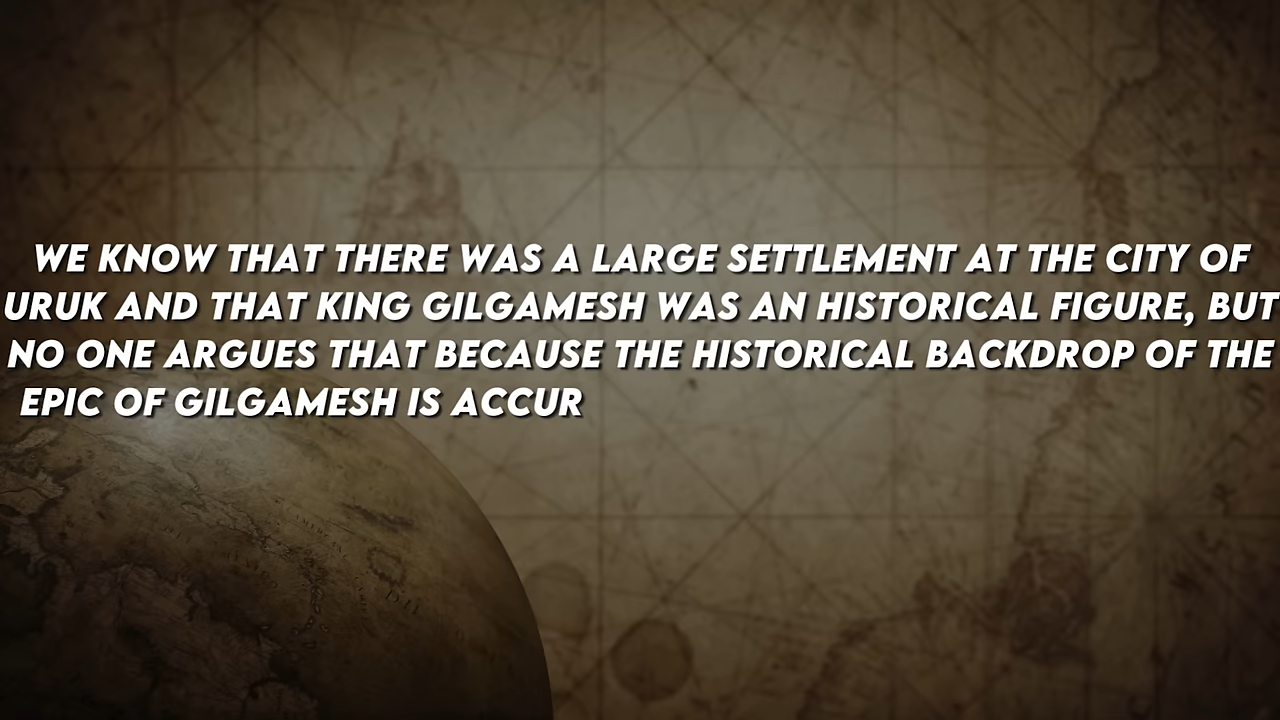 WE KNOW THAT THERE WAS A LARGE SETTLEMENT AT THE CITY OF
URUK AND THAT KING GILGAMESH WAS AN HISTORICAL FIGURE, BUT
NO ONE ARGUES THAT BECAUSE THE HISTORICAL BACKDROP OF THE
EPIC OF GILGAMESH IS ACCUR